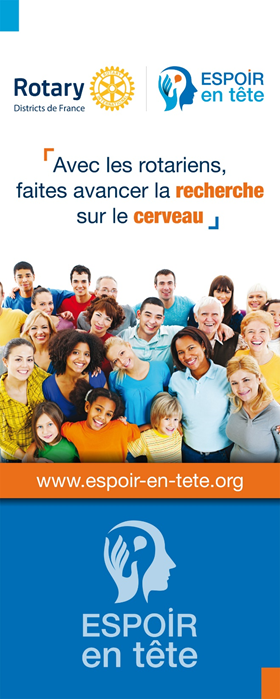 Rotary
Districts de France
ESPOIR
en tête
Avec les rotariens,
faites avancer la recherche
sur le cerveau
www.espoir-en-tete.org
ESPOIR
en tête